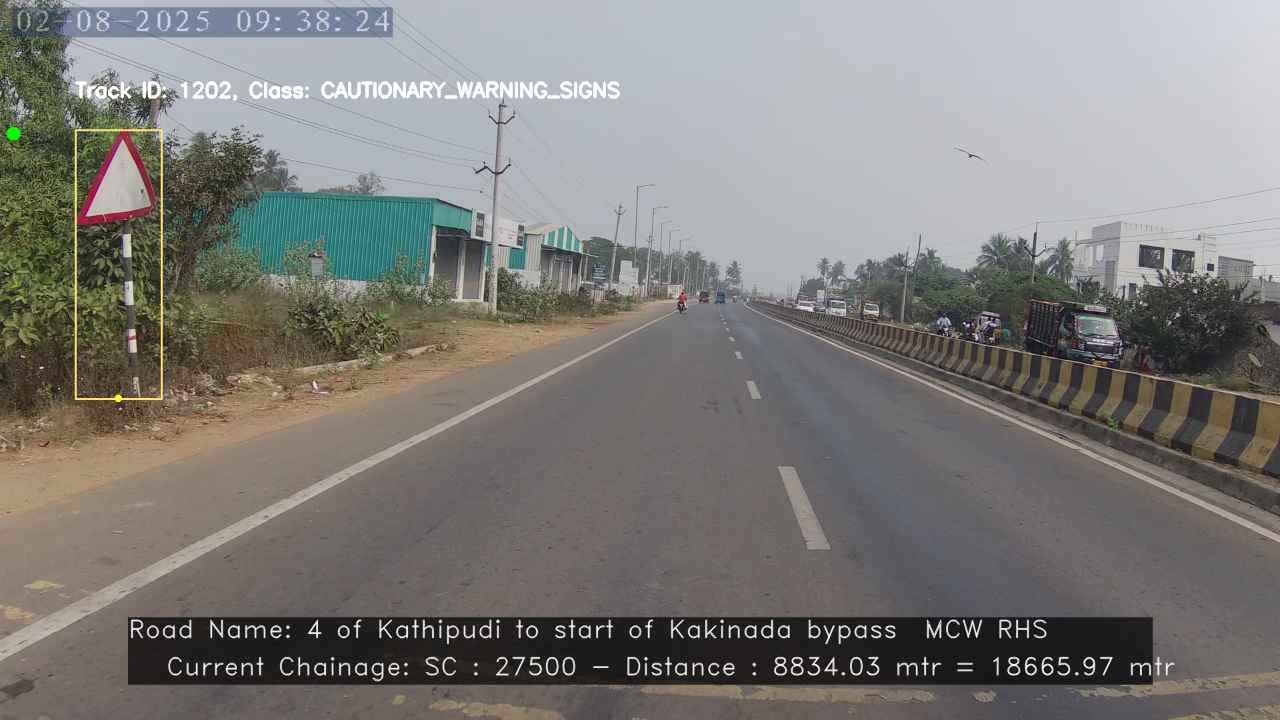 02-08-2025 09:38:24
Track ID: 1202, Class: CAUTIONARY_WARNING_SIGNS
Road Name: 4 of Kathipudi to start of Kakinada bypass MCW RHS
Current Chainage: SC : 27500 - Distance : 8834.03 mtr = 18665.97 mtr